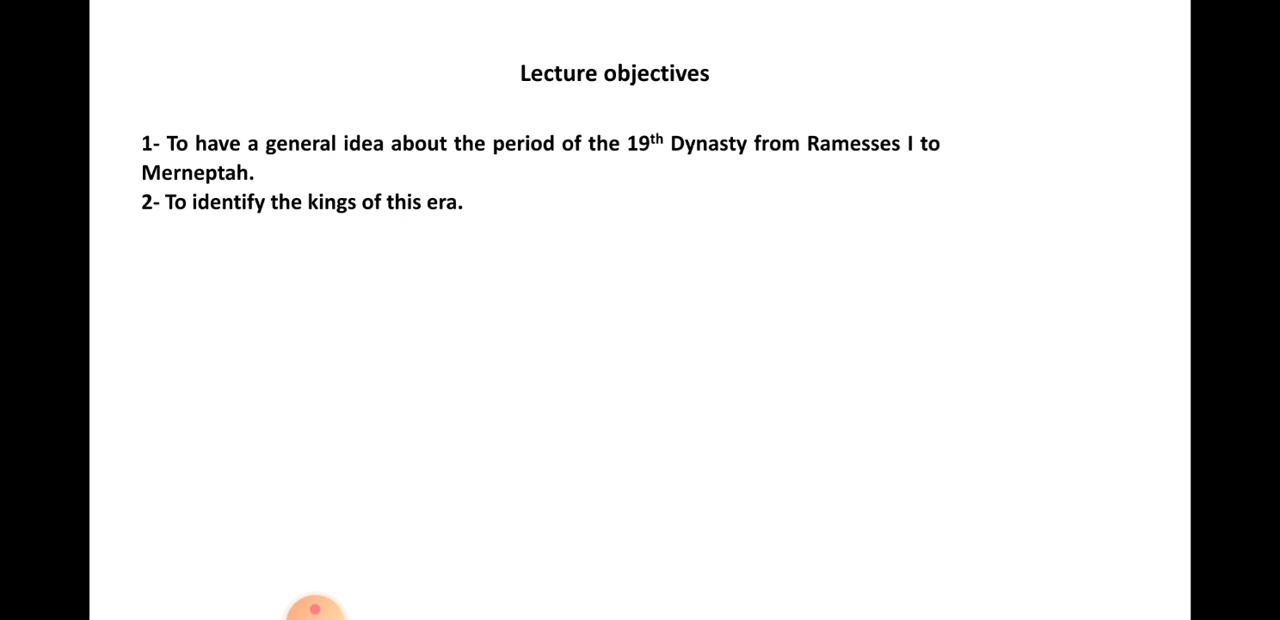 Lecture objectives
1- To have a general idea about the period of the 19th Dynasty from Ramesses I to
Merneptah.
2- To identify the kings of this era.